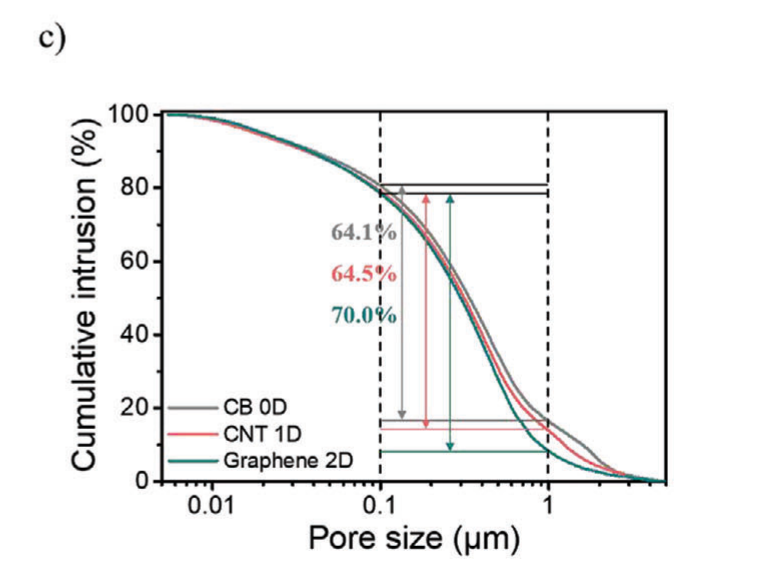 c)
Cumulative intrusion (%)
100
80
60
40
20
0
64.1%
64.5%
70.0%
CB 0D
CNT 1D
Graphene 2D
0.01
0.1
1
Pore size (μm)